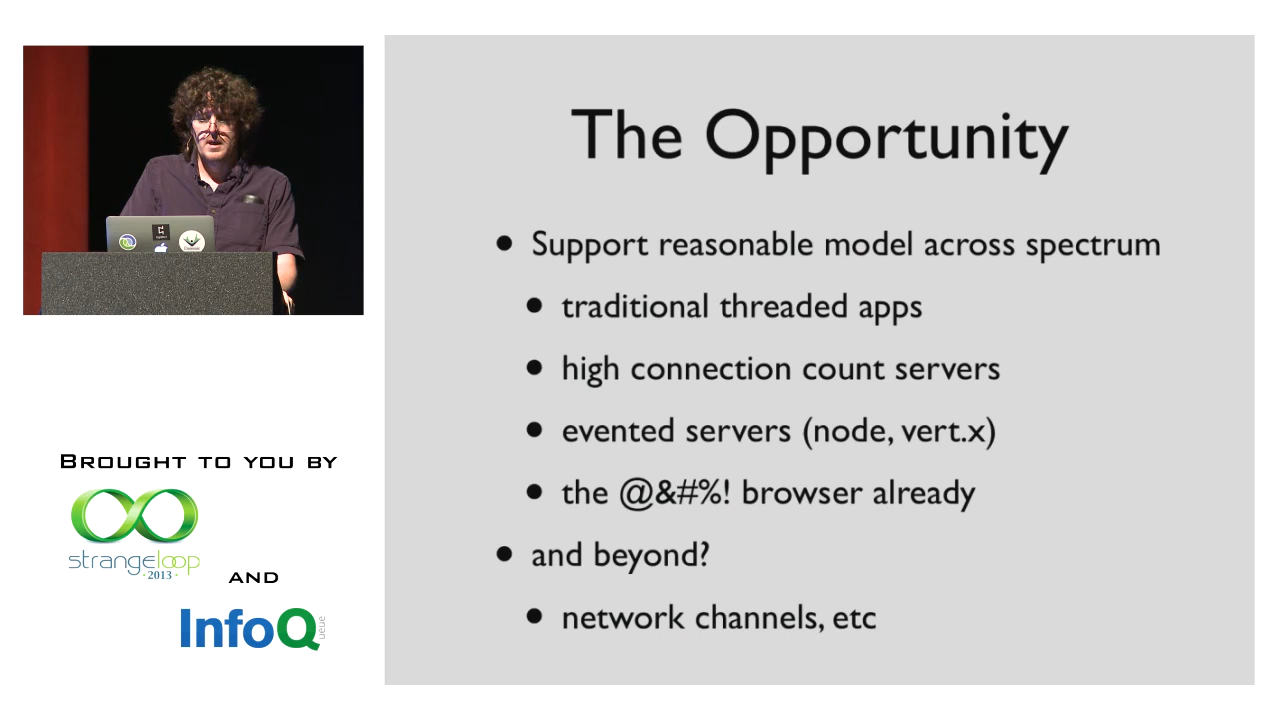 The Opportunity
• Support reasonable model across spectrum
• traditional threaded apps
• high connection count servers
• evented servers (node, vert.x)
• the @&#%! browser already
• and beyond?
• network channels, etc
BROUGHT TO YOU BY
strangeloop
·2013·
AND
InfoQ
ueue